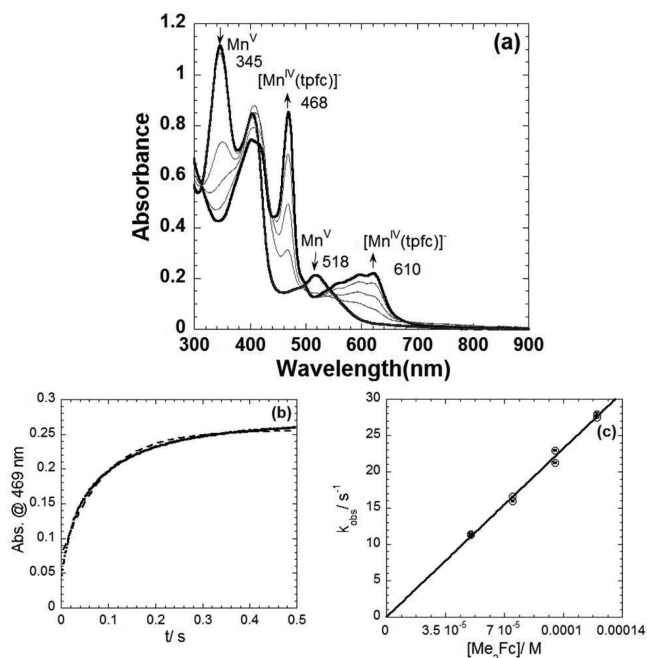 (a)
Mn^V
345
[Mn^IV(tpfc)]^-
468
Mn^V
518
[Mn^IV(tpfc)]^-
610
Absorbance
1.2
1
0.8
0.6
0.4
0.2
0
300 400 500 600 700 800 900
Wavelength(nm)
(b)
Abs. @ 469 nm
0.3
0.25
0.2
0.15
0.1
0.05
0
0 0.1 0.2 0.3 0.4 0.5
t/ s
(c)
k_obs / s^-1
30
25
20
15
10
5
0
0 3.5 10^-5 7 10^-5 0.0001 0.00014
[Me_2Fc]/ M